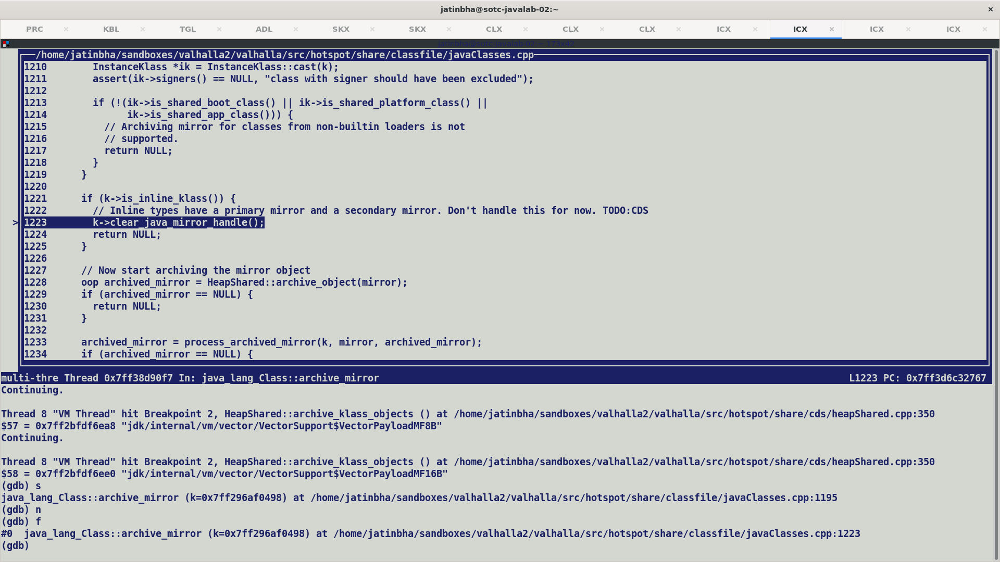 jatinbha@sotc-javalab-02:~ ×
PRC × KBL × TGL × ADL × SKX × SKX × CLX × CLX × CLX × ICX × ICX × ICX × ICX ×
jatinbha@sotc-javalab-02:~ 173x42
/home/jatinbha/sandboxes/valhalla2/valhalla/src/hotspot/share/classfile/javaClasses.cpp
1210        InstanceKlass *ik = InstanceKlass::cast(k);
1211        assert(ik->signers() == NULL, "class with signer should have been excluded");
1212
1213        if (!(ik->is_shared_boot_class() || ik->is_shared_platform_class() ||
1214              ik->is_shared_app_class())) {
1215          // Archiving mirror for classes from non-builtin loaders is not
1216          // supported.
1217          return NULL;
1218        }
1219      }
1220
1221      if (k->is_inline_klass()) {
1222        // Inline types have a primary mirror and a secondary mirror. Don't handle this for now. TODO:CDS
> 1223        k->clear_java_mirror_handle();
1224        return NULL;
1225      }
1226
1227      // Now start archiving the mirror object
1228      oop archived_mirror = HeapShared::archive_object(mirror);
1229      if (archived_mirror == NULL) {
1230        return NULL;
1231      }
1232
1233      archived_mirror = process_archived_mirror(k, mirror, archived_mirror);
1234      if (archived_mirror == NULL) {
multi-thre Thread 0x7ff38d90f7 In: java_lang_Class::archive_mirror L1223 PC: 0x7ff3d6c32767
Continuing.
Thread 8 "VM Thread" hit Breakpoint 2, HeapShared::archive_klass_objects () at /home/jatinbha/sandboxes/valhalla2/valhalla/src/hotspot/share/cds/heapShared.cpp:350
$57 = 0x7ff2bfdf6ea8 "jdk/internal/vm/vector/VectorSupport$VectorPayloadMF8B"
Continuing.
Thread 8 "VM Thread" hit Breakpoint 2, HeapShared::archive_klass_objects () at /home/jatinbha/sandboxes/valhalla2/valhalla/src/hotspot/share/cds/heapShared.cpp:350
$58 = 0x7ff2bfdf6ee0 "jdk/internal/vm/vector/VectorSupport$VectorPayloadMF16B"
(gdb) s
java_lang_Class::archive_mirror (k=0x7ff296af0498) at /home/jatinbha/sandboxes/valhalla2/valhalla/src/hotspot/share/classfile/javaClasses.cpp:1195
(gdb) n
(gdb) f
#0  java_lang_Class::archive_mirror (k=0x7ff296af0498) at /home/jatinbha/sandboxes/valhalla2/valhalla/src/hotspot/share/classfile/javaClasses.cpp:1223
(gdb)